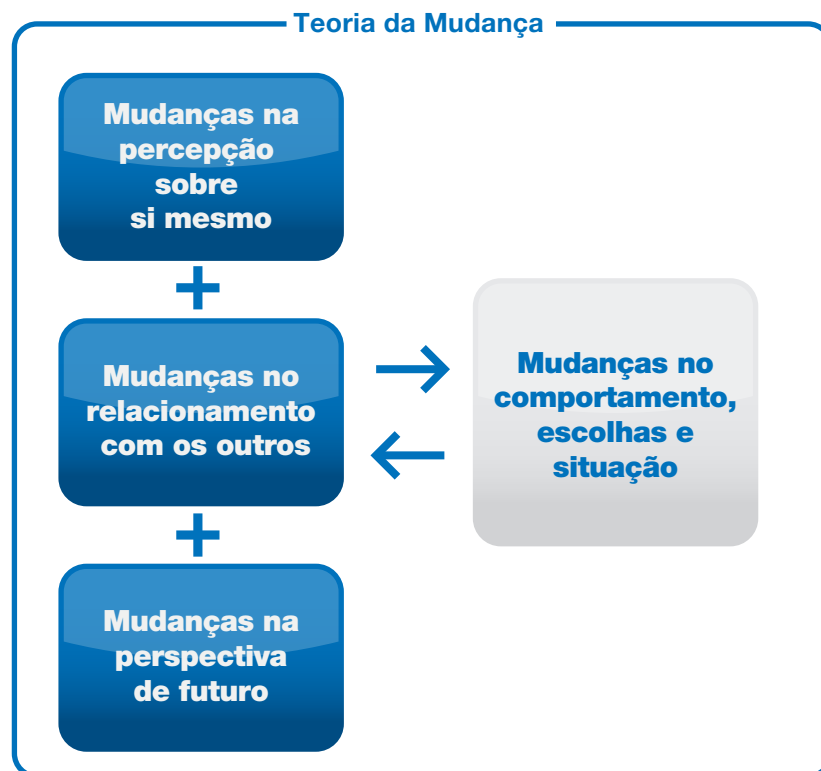 Teoria da Mudança
Mudanças na
percepção
sobre
si mesmo
+
Mudanças no
relacionamento
com os outros
+
Mudanças na
perspectiva
de futuro
Mudanças no
comportamento,
escolhas e
situação